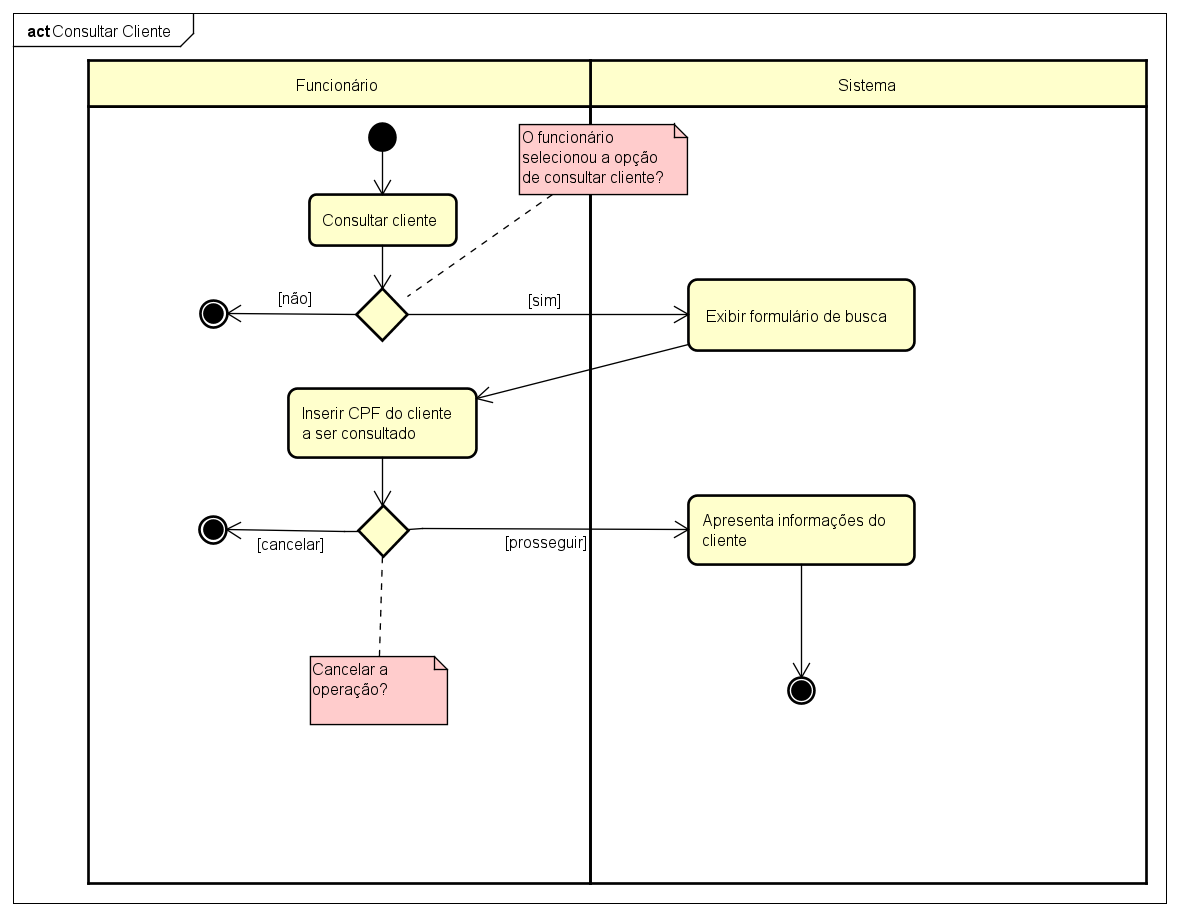 act Consultar Cliente
Funcionário
Sistema
O funcionário
selecionou a opção
de consultar cliente?
Consultar cliente
[não]
[sim]
Exibir formulário de busca
Inserir CPF do cliente
a ser consultado
[cancelar]
[prosseguir]
Apresenta informações do
cliente
Cancelar a
operação?